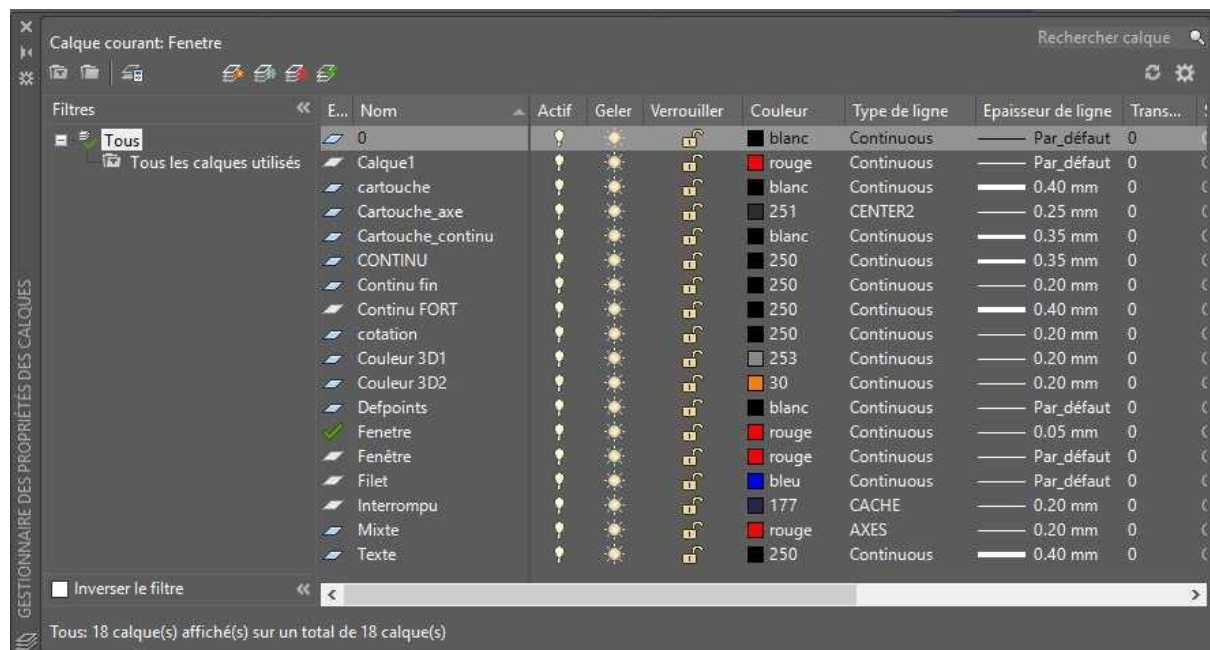 Calque courant: Fenetre
Rechercher calque
Filtres
E... Nom Actif Geler Verrouiller Couleur Type de ligne Epaisseur de ligne Trans...
Tous
Tous les calques utilisés
0 blanc Continuous Par_défaut 0
Calque1 rouge Continuous Par_défaut 0
cartouche blanc Continuous 0.40 mm 0
Cartouche_axe 251 CENTER2 0.25 mm 0
Cartouche_continu blanc Continuous 0.35 mm 0
CONTINU 250 Continuous 0.35 mm 0
Continu fin 250 Continuous 0.20 mm 0
Continu FORT 250 Continuous 0.40 mm 0
cotation 250 Continuous 0.20 mm 0
Couleur 3D1 253 Continuous 0.20 mm 0
Couleur 3D2 30 Continuous 0.20 mm 0
Defpoints blanc Continuous Par_défaut 0
Fenetre rouge Continuous 0.05 mm 0
Fenêtre rouge Continuous Par_défaut 0
Filet bleu Continuous Par_défaut 0
Interrompu 177 CACHE 0.20 mm 0
Mixte rouge AXES 0.20 mm 0
Texte 250 Continuous 0.40 mm 0
Inverser le filtre
Tous: 18 calque(s) affiché(s) sur un total de 18 calque(s)
GESTIONNAIRE DES PROPRIÉTÉS DES CALQUES